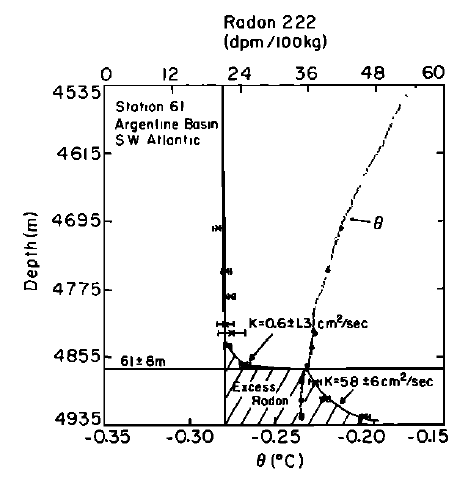 Radon 222
(dpm/100kg)
0 12 24 36 48 60
4535
Station 61
Argentine Basin
SW Atlantic
4615
4695
θ
Depth(m)
4775
K=0.6±1.3 cm²/sec
4855
61±8m
K=58±6cm²/sec
Excess
Radon
4935
-0.35 -0.30 -0.25 -0.20 -0.15
θ (°C)